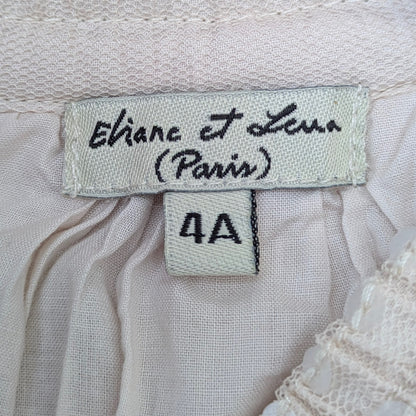 Eliane et Lena
(Paris)
4A